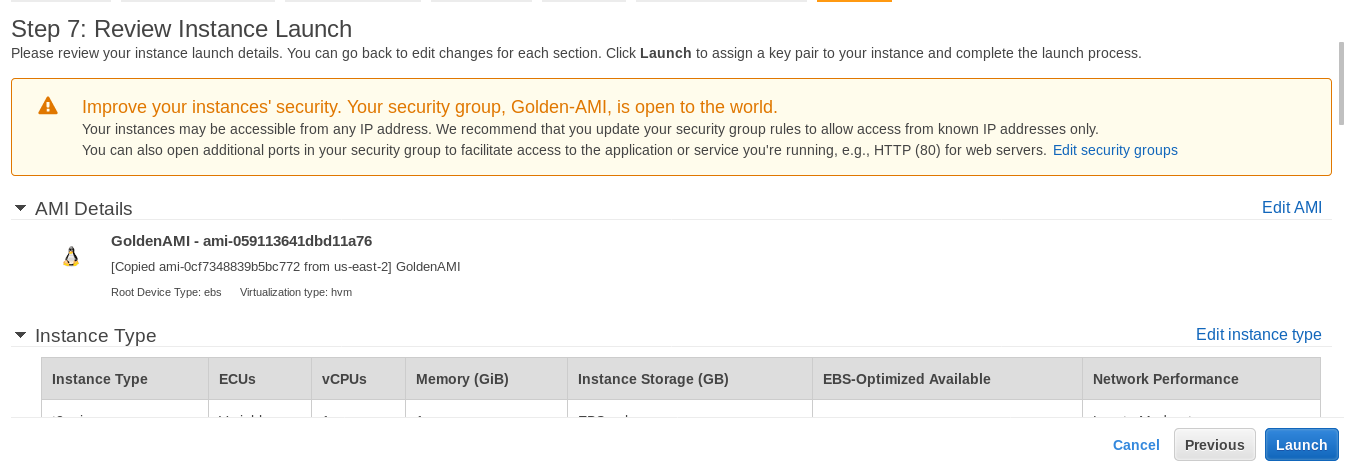 Step 7: Review Instance Launch
Please review your instance launch details. You can go back to edit changes for each section. Click Launch to assign a key pair to your instance and complete the launch process.
Improve your instances' security. Your security group, Golden-AMI, is open to the world.
Your instances may be accessible from any IP address. We recommend that you update your security group rules to allow access from known IP addresses only.
You can also open additional ports in your security group to facilitate access to the application or service you're running, e.g., HTTP (80) for web servers. Edit security groups
AMI Details Edit AMI
GoldenAMI - ami-059113641dbd11a76
[Copied ami-0cf7348839b5bc772 from us-east-2] GoldenAMI
Root Device Type: ebs Virtualization type: hvm
Instance Type Edit instance type
Instance Type ECUs vCPUs Memory (GiB) Instance Storage (GB) EBS-Optimized Available Network Performance
Cancel Previous Launch